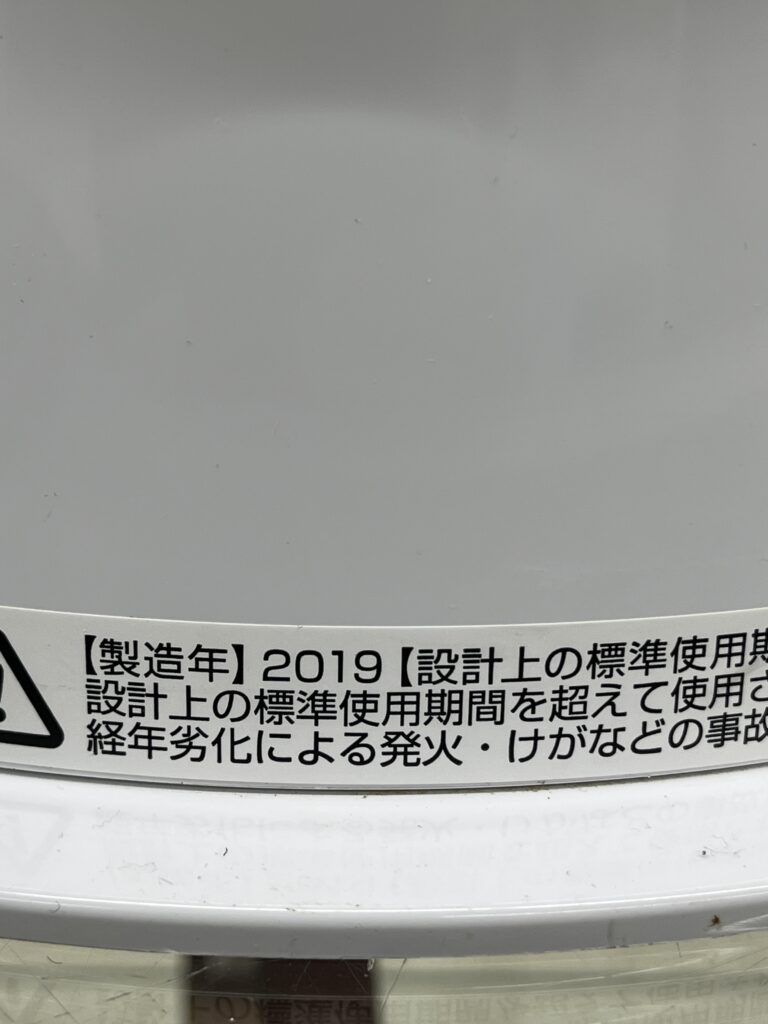 【製造年】2019【設計上の標準使用期
設計上の標準使用期間を超えて使用さ
経年劣化による発火・けがなどの事故